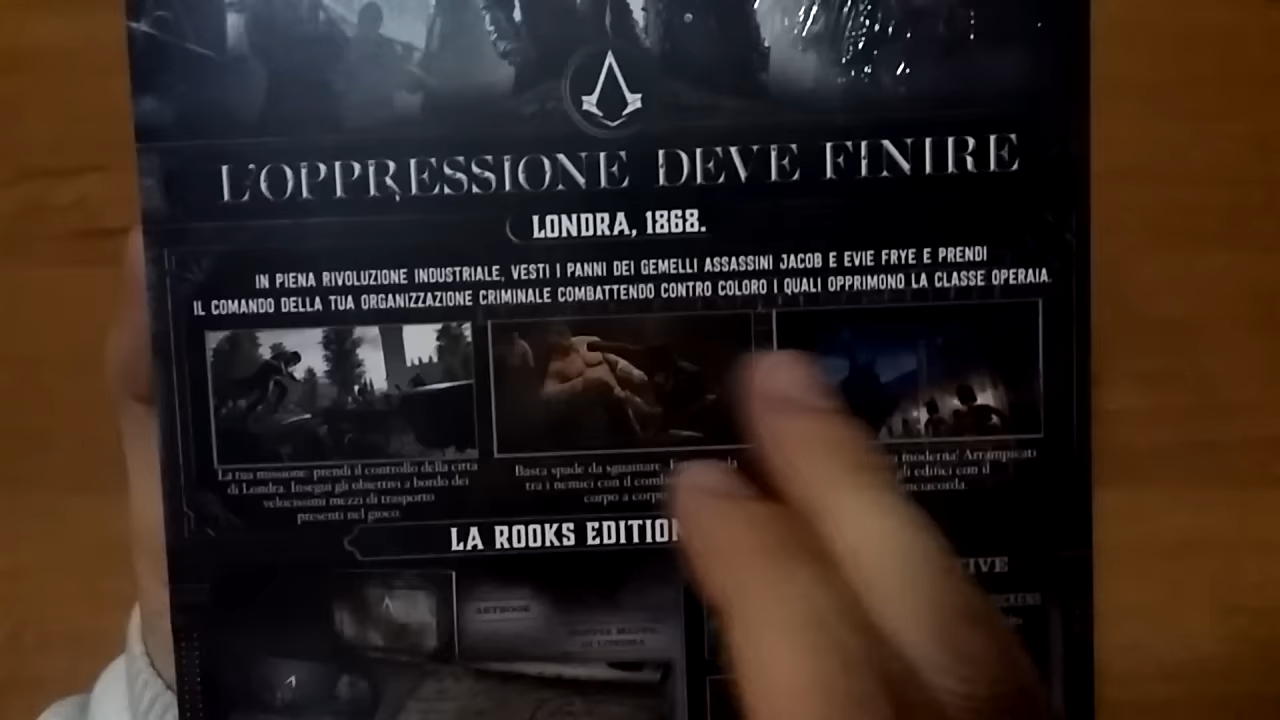 L'OPPRESSIONE DEVE FINIRE
LONDRA, 1868.
IN PIENA RIVOLUZIONE INDUSTRIALE, VESTI I PANNI DEI GEMELLI ASSASSINI JACOB E EVIE FRYE E PRENDI
IL COMANDO DELLA TUA ORGANIZZAZIONE CRIMINALE COMBATTENDO CONTRO COLORO I QUALI OPPRIMONO LA CLASSE OPERAIA.
La tua missione: prendi il controllo della città
di Londra. Insegui gli obiettivi a bordo dei
velocissimi mezzi di trasporto
presenti nel gioco.
Basta spade da sguainare.
tra i nemici con il
corpo a corpo
moderna! Arrampicati
edifici con il
LA ROOKS EDITION
ARTBOOK
MAPPA
DI LONDRA